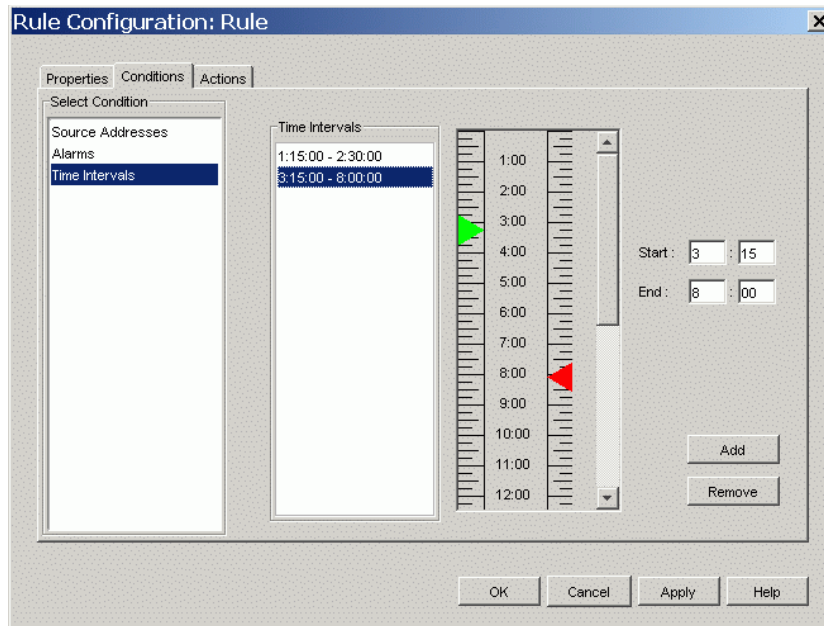 Rule Configuration: Rule
Properties
Conditions
Actions
Select Condition
Source Addresses
Alarms
Time Intervals
Time Intervals
1:15:00 - 2:30:00
3:15:00 - 8:00:00
1:00
2:00
3:00
4:00
5:00
6:00
7:00
8:00
9:00
10:00
11:00
12:00
Start : 3 : 15
End : 8 : 00
Add
Remove
OK
Cancel
Apply
Help